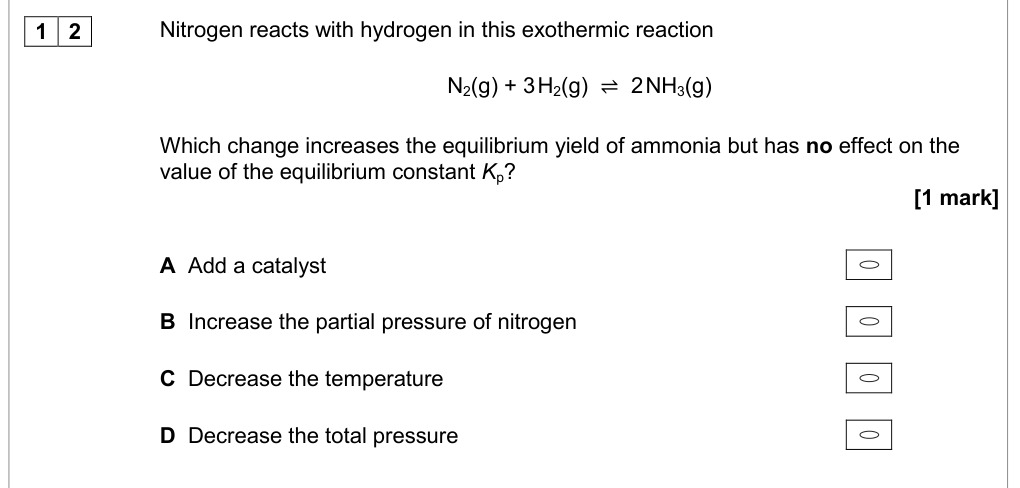 1 2 Nitrogen reacts with hydrogen in this exothermic reaction
N₂(g) + 3H₂(g) ⇌ 2NH₃(g)
Which change increases the equilibrium yield of ammonia but has no effect on the
value of the equilibrium constant Kₚ?
[1 mark]
A Add a catalyst
B Increase the partial pressure of nitrogen
C Decrease the temperature
D Decrease the total pressure